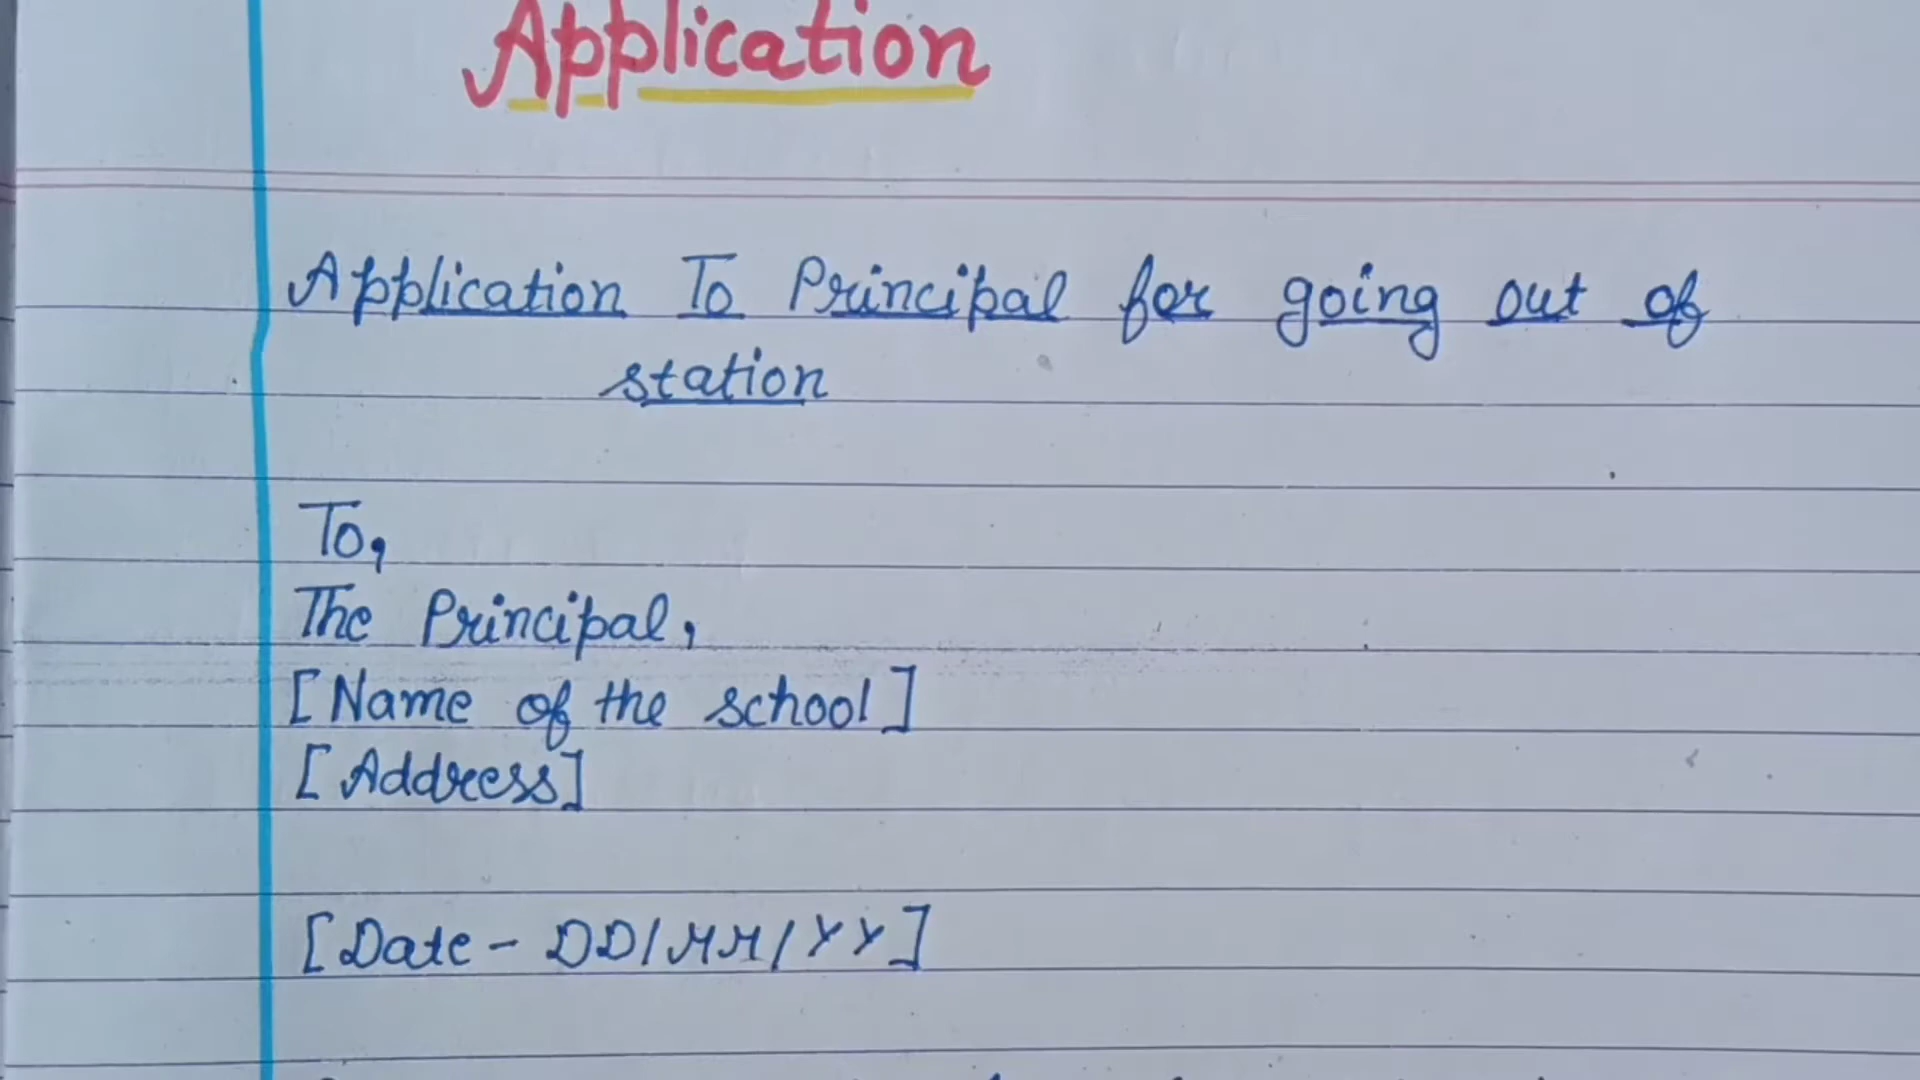 Application
Application To Principal for going out of
station
To,
The Principal,
[Name of the school]
[Address]
[Date - DD/MM/YY]